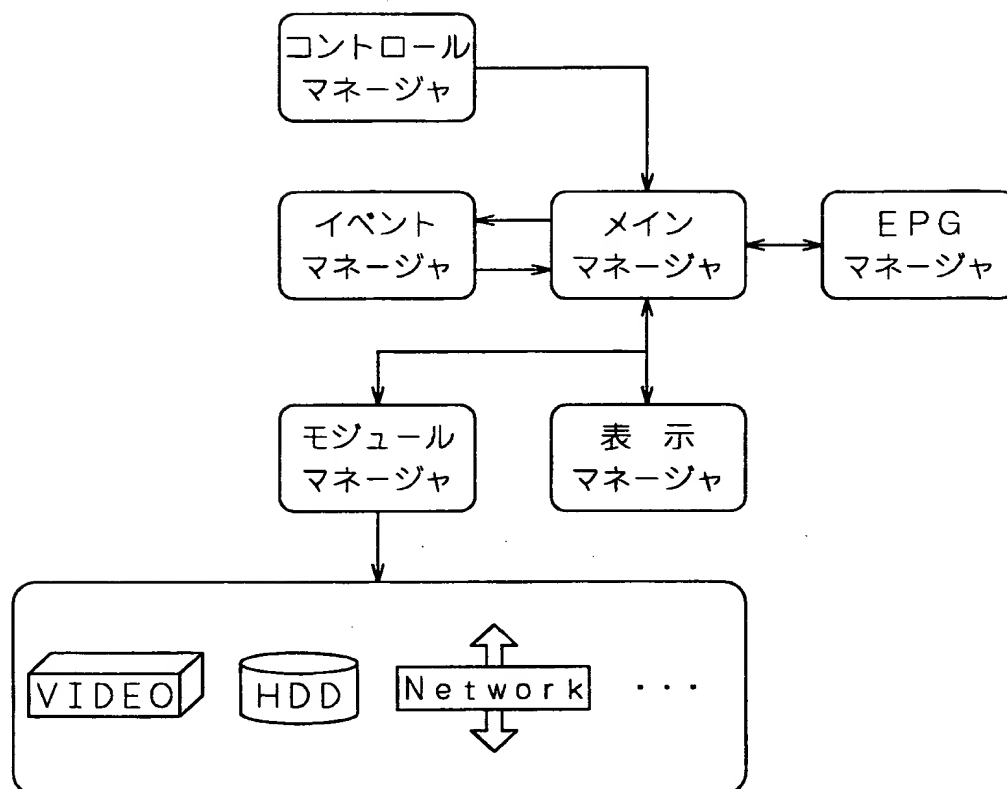 コントロール
マネージャ
イベント
マネージャ
メイン
マネージャ
EPG
マネージャ
モジュール
マネージャ
表 示
マネージャ
VIDEO
HDD
Network
・・・